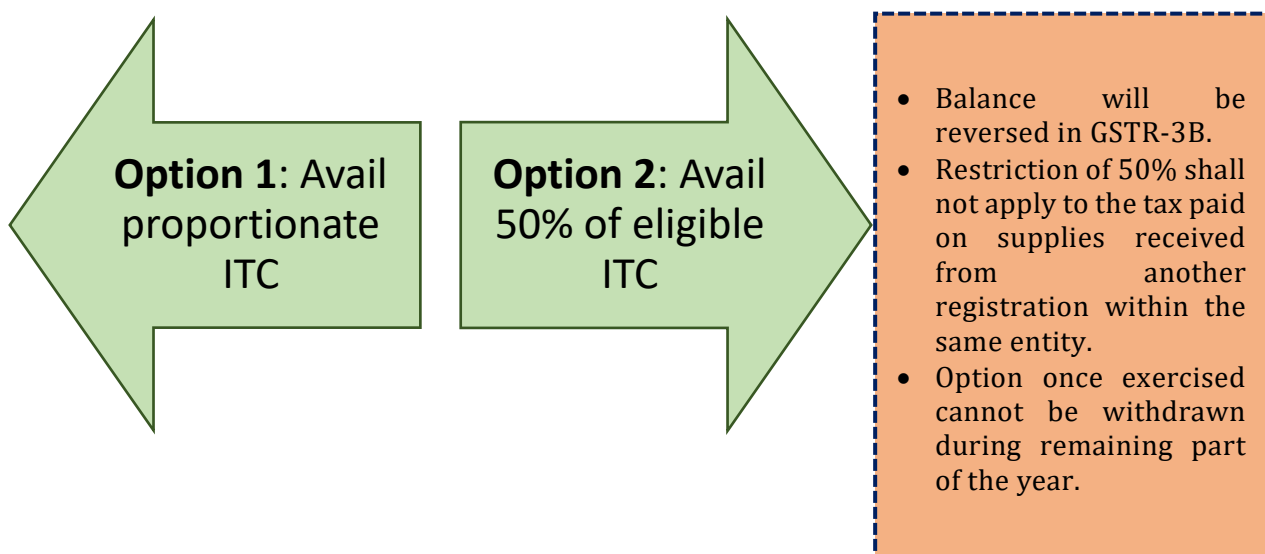 Option 1: Avail
proportionate
ITC
Option 2: Avail
50% of eligible
ITC
• Balance will be
reversed in GSTR-3B.
• Restriction of 50% shall
not apply to the tax paid
on supplies received
from another
registration within the
same entity.
• Option once exercised
cannot be withdrawn
during remaining part
of the year.